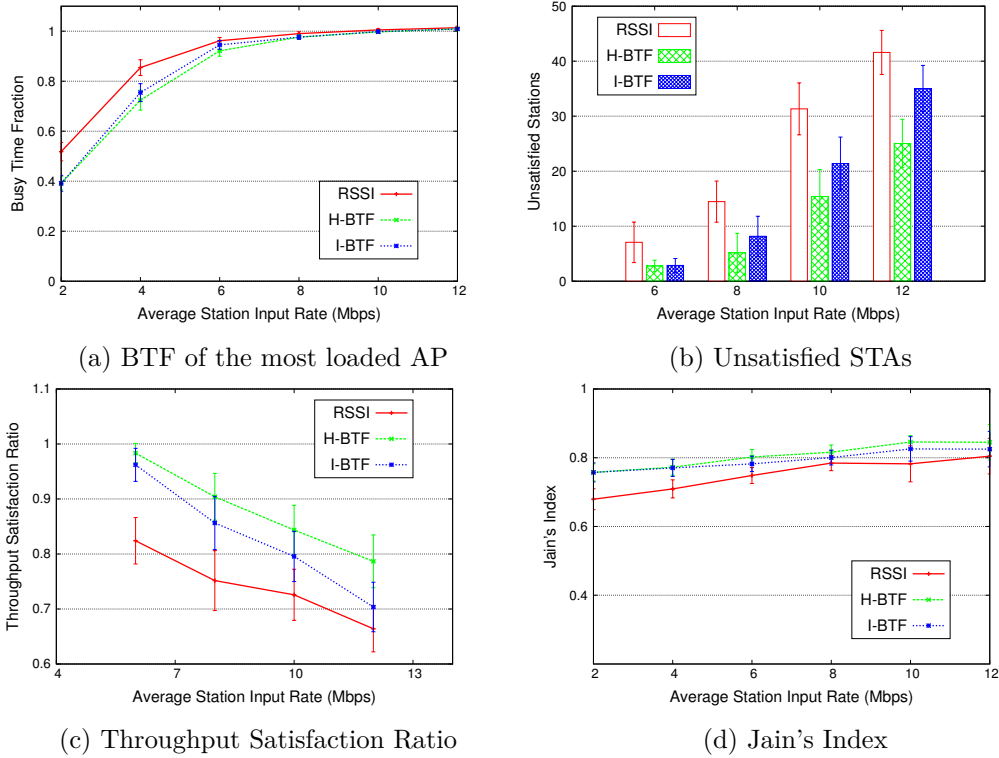 1
0.8
0.6
0.4
0.2
0
2 4 6 8 10 12
Busy Time Fraction
Average Station Input Rate (Mbps)
RSSI
H-BTF
I-BTF
(a) BTF of the most loaded AP
50
40
30
20
10
0
6 8 10 12
Unsatisfied Stations
Average Station Input Rate (Mbps)
RSSI
H-BTF
I-BTF
(b) Unsatisfied STAs
1.1
1
0.9
0.8
0.7
0.6
4 7 10 13
Throughput Satisfaction Ratio
Average Station Input Rate (Mbps)
RSSI
H-BTF
I-BTF
(c) Throughput Satisfaction Ratio
1
0.8
0.6
0.4
2 4 6 8 10 12
Jain's Index
Average Station Input Rate (Mbps)
RSSI
H-BTF
I-BTF
(d) Jain's Index